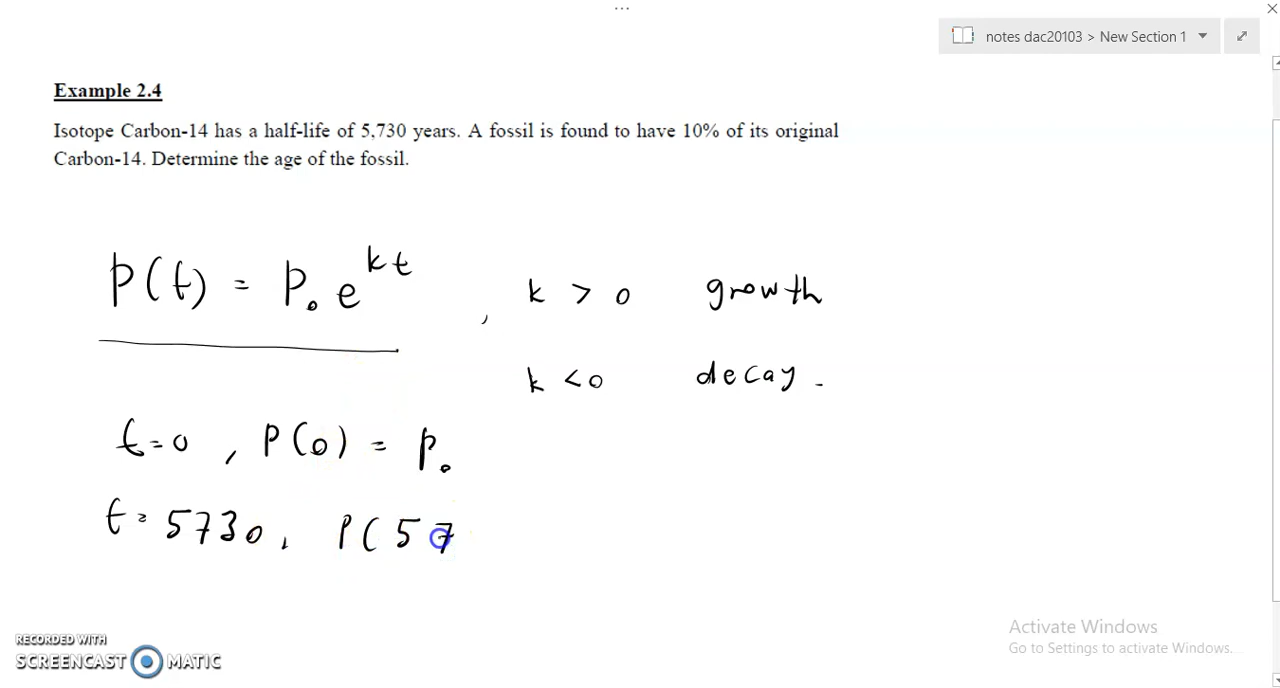 ...
notes dac20103 > New Section 1
Example 2.4
Isotope Carbon-14 has a half-life of 5,730 years. A fossil is found to have 10% of its original
Carbon-14. Determine the age of the fossil.
P(t) = P₀ e^{kt} , k > 0 growth
k < 0 decay.
t = 0 , P(0) = P₀
t = 5730, P(57
Activate Windows
Go to Settings to activate Windows.
RECORDED WITH
SCREENCAST MATIC